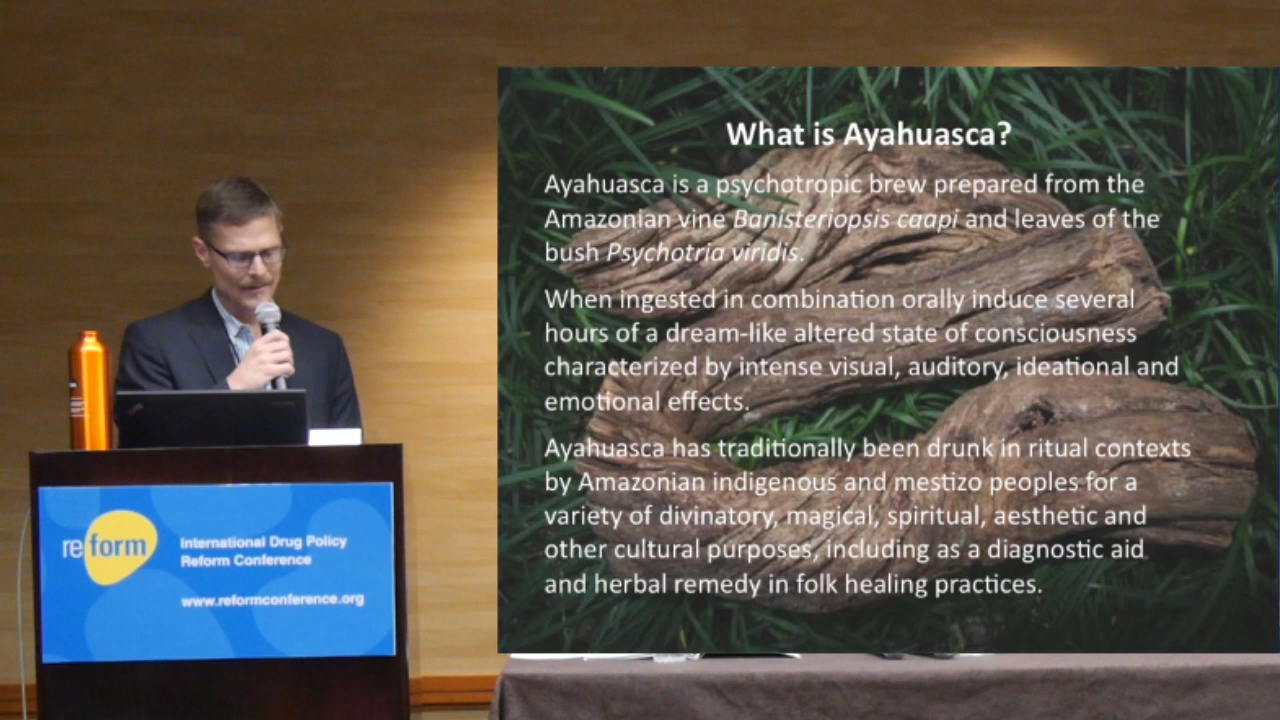 What is Ayahuasca?
Ayahuasca is a psychotropic brew prepared from the
Amazonian vine Banisteriopsis caapi and leaves of the
bush Psychotria viridis.
When ingested in combination orally induce several
hours of a dream-like altered state of consciousness
characterized by intense visual, auditory, ideational and
emotional effects.
Ayahuasca has traditionally been drunk in ritual contexts
by Amazonian indigenous and mestizo peoples for a
variety of divinatory, magical, spiritual, aesthetic and
other cultural purposes, including as a diagnostic aid
and herbal remedy in folk healing practices.
reform
International Drug Policy
Reform Conference
www.reformconference.org